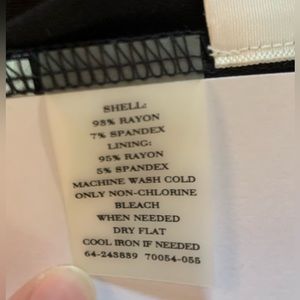 SHELL:
93% RAYON
7% SPANDEX
LINING:
95% RAYON
5% SPANDEX
MACHINE WASH COLD
ONLY NON-CHLORINE
BLEACH
WHEN NEEDED
DRY FLAT
COOL IRON IF NEEDED
64-243889 70054-055